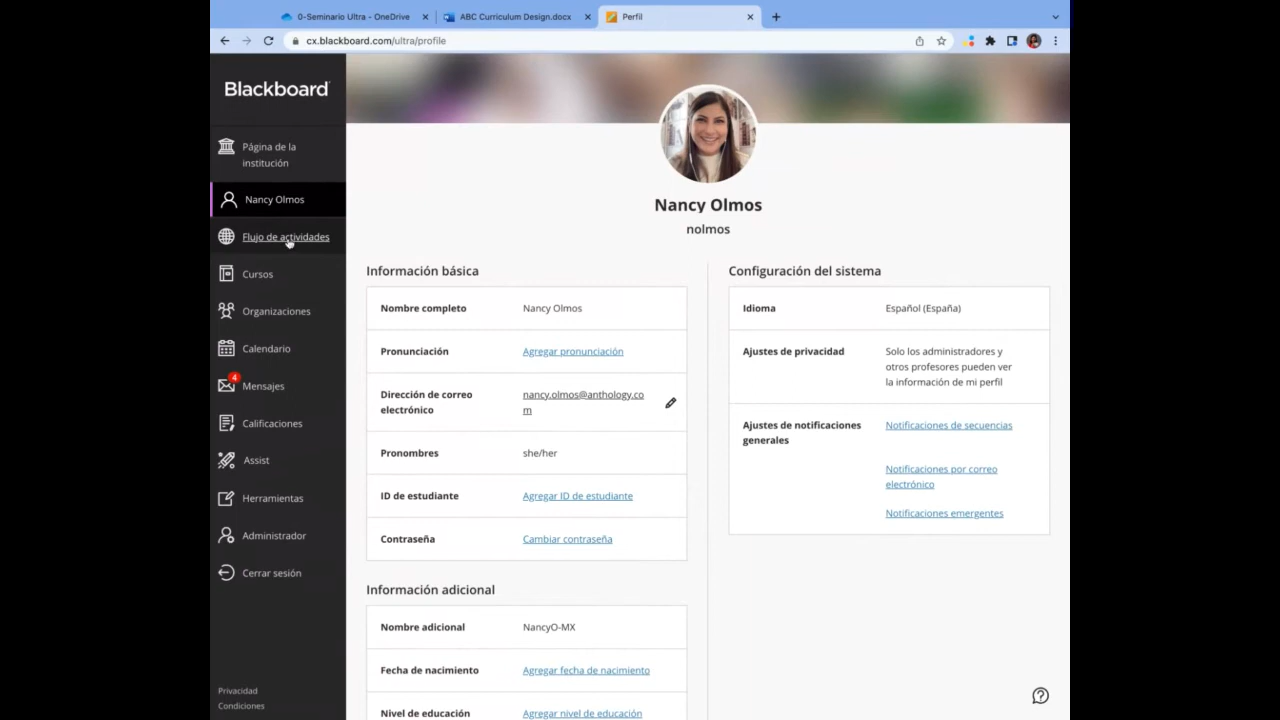 0-Seminario Ultra - OneDrive
ABC Curriculum Design.docx
Perfil
cx.blackboard.com/ultra/profile
Blackboard
Página de la
institución
Nancy Olmos
Flujo de actividades
Cursos
Organizaciones
Calendario
4
Mensajes
Calificaciones
Assist
Herramientas
Administrador
Cerrar sesión
Privacidad
Condiciones
Nancy Olmos
nolmos
Información básica
Nombre completo Nancy Olmos
Pronunciación Agregar pronunciación
Dirección de correo
electrónico
nancy.olmos@anthology.co
m
Pronombres she/her
ID de estudiante Agregar ID de estudiante
Contraseña Cambiar contraseña
Información adicional
Nombre adicional NancyO-MX
Fecha de nacimiento Agregar fecha de nacimiento
Nivel de educación Agregar nivel de educación
Configuración del sistema
Idioma Español (España)
Ajustes de privacidad
Solo los administradores y
otros profesores pueden ver
la información de mi perfil
Ajustes de notificaciones
generales
Notificaciones de secuencias
Notificaciones por correo
electrónico
Notificaciones emergentes